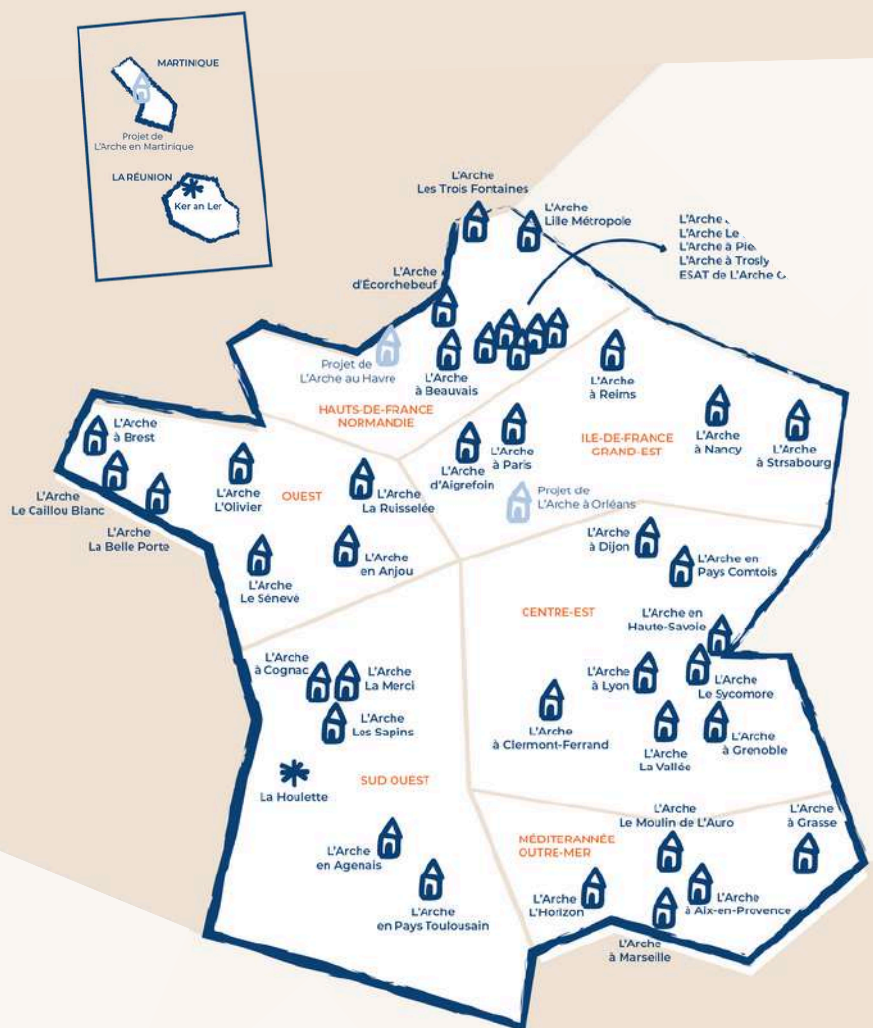 MARTINIQUE
Projet de
L'Arche en Martinique
LA RÉUNION
Ker an Ler
L'Arche
Les Trois Fontaines
L'Arche
Lille Métropole
L'Arche
L'Arche Le
L'Arche à
L'Arche à Trosly
ESAT de L'Arche
L'Arche
d'Écorchebeuf
Projet de
L'Arche au Havre
L'Arche
à Beauvais
L'Arche
à Reims
HAUTS-DE-FRANCE
NORMANDIE
L'Arche
à Brest
L'Arche
à Paris
ILE-DE-FRANCE
GRAND-EST
L'Arche
à Nancy
L'Arche
à Strsabourg
L'Arche
d'Aigrefoin
L'Arche
Le Caillou Blanc
L'Arche
L'Olivier
OUEST
L'Arche
La Ruisselée
Projet de
L'Arche à Orléans
L'Arche
La Belle Porte
L'Arche
à Dijon
L'Arche
en Anjou
L'Arche en
Pays Comtois
L'Arche
Le Sénevé
CENTRE-EST
L'Arche en
Haute-Savoie
L'Arche
à Cognac
L'Arche
La Merci
L'Arche
à Lyon
L'Arche
Le Sycomore
L'Arche
Les Sapins
L'Arche
à Clermont-Ferrand
L'Arche
La Vallée
L'Arche
à Grenoble
La Houlette
SUD OUEST
L'Arche
Le Moulin de L'Auro
L'Arche
à Grasse
MÉDITERANNÉE
OUTRE-MER
L'Arche
en Agenais
L'Arche
L'Horizon
L'Arche
à Aix-en-Provence
L'Arche
en Pays Toulousain
L'Arche
à Marseille